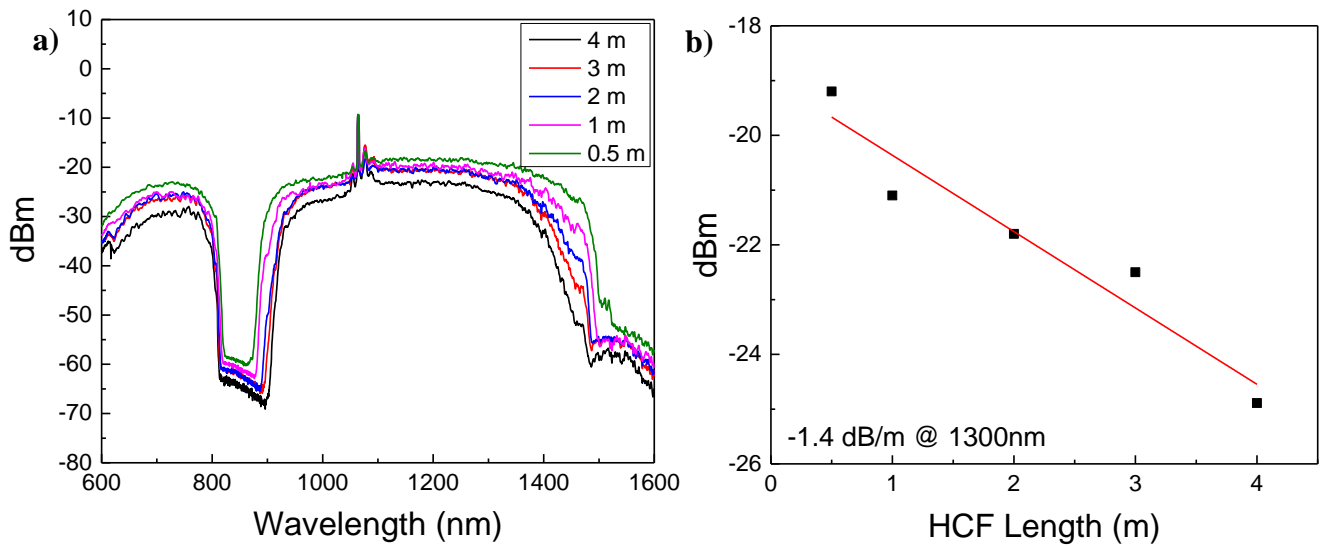 a)
10
0
-10
-20
-30
-40
-50
-60
-70
-80
dBm
4 m
3 m
2 m
1 m
0.5 m
600 800 1000 1200 1400 1600
Wavelength (nm)
b)
-18
-20
-22
-24
-26
dBm
-1.4 dB/m @ 1300nm
0 1 2 3 4
HCF Length (m)